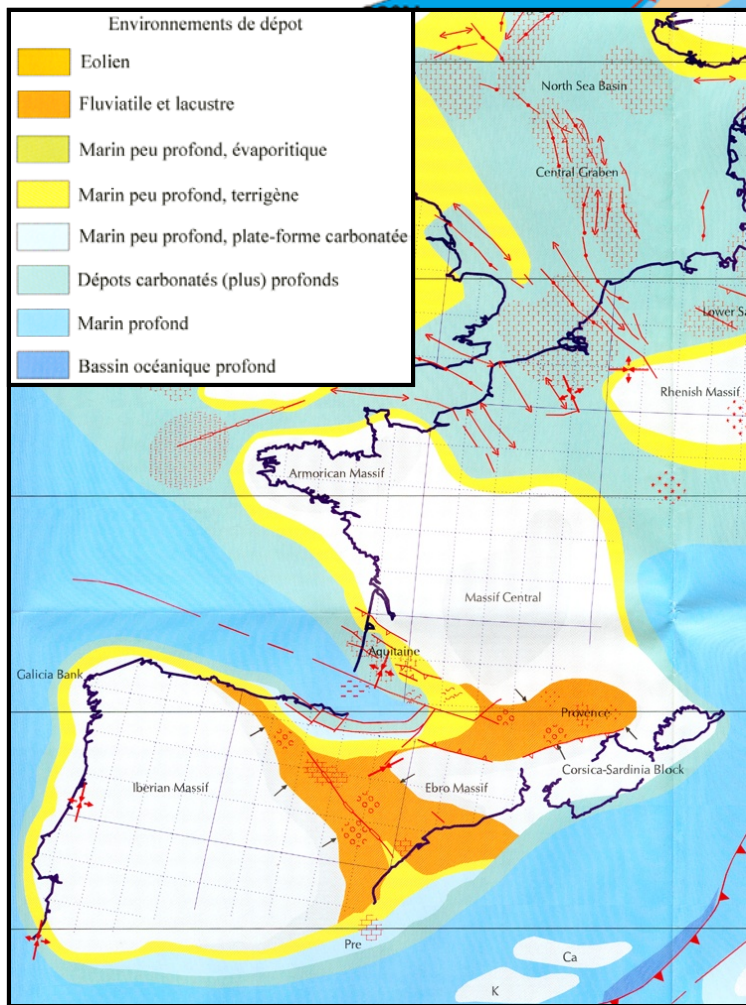 Environnements de dépot
Eolien
Fluviatile et lacustre
Marin peu profond, évaporitique
Marin peu profond, terrigène
Marin peu profond, plate-forme carbonatée
Dépots carbonatés (plus) profonds
Marin profond
Bassin océanique profond
North Sea Basin
Central Graben
Lower Sa
Rhenish Massif
Armorican Massif
Massif Central
Aquitaine
Galicia Bank
Provence
Iberian Massif
Ebro Massif
Corsica-Sardinia Block
Pre
Ca
K